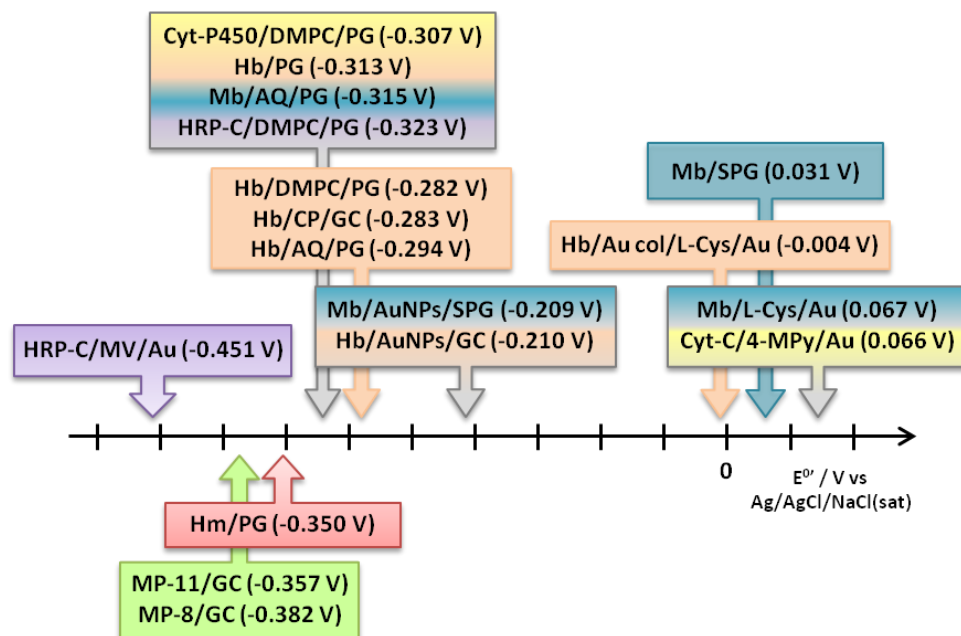 Cyt-P450/DMPC/PG (-0.307 V)
Hb/PG (-0.313 V)
Mb/AQ/PG (-0.315 V)
HRP-C/DMPC/PG (-0.323 V)
Hb/DMPC/PG (-0.282 V)
Hb/CP/GC (-0.283 V)
Hb/AQ/PG (-0.294 V)
Mb/SPG (0.031 V)
Hb/Au col/L-Cys/Au (-0.004 V)
Mb/AuNPs/SPG (-0.209 V)
Hb/AuNPs/GC (-0.210 V)
Mb/L-Cys/Au (0.067 V)
Cyt-C/4-MPy/Au (0.066 V)
HRP-C/MV/Au (-0.451 V)
0
E⁰' / V vs
Ag/AgCl/NaCl(sat)
Hm/PG (-0.350 V)
MP-11/GC (-0.357 V)
MP-8/GC (-0.382 V)